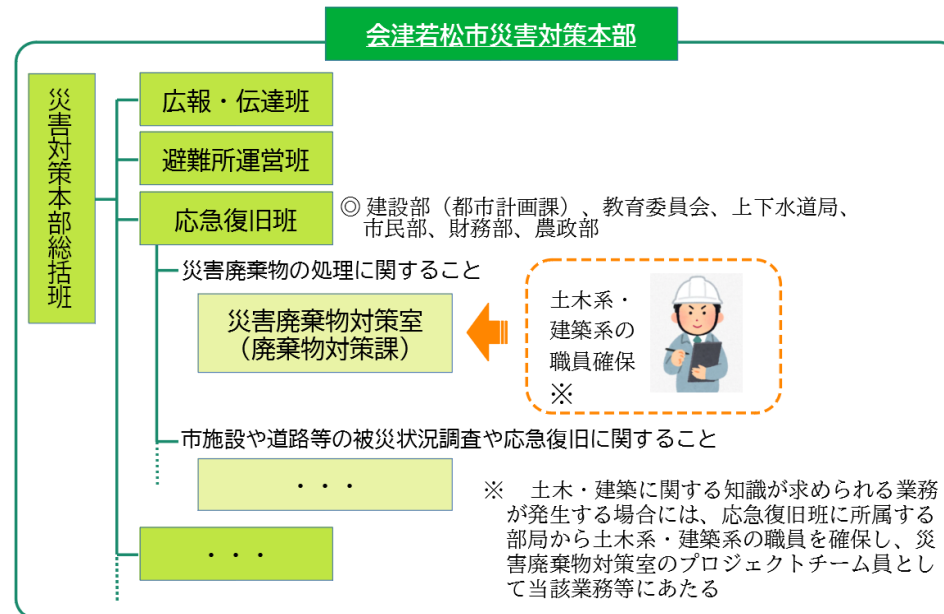 会津若松市災害対策本部
災害対策本部総括班
広報・伝達班
避難所運営班
応急復旧班
◎ 建設部（都市計画課）、教育委員会、上下水道局、
市民部、財務部、農政部
災害廃棄物の処理に関すること
災害廃棄物対策室
（廃棄物対策課）
土木系・
建築系の
職員確保
※
市施設や道路等の被災状況調査や応急復旧に関すること
・・・
・・・
※　土木・建築に関する知識が求められる業務
が発生する場合には、応急復旧班に所属する
部局から土木系・建築系の職員を確保し、災
害廃棄物対策室のプロジェクトチーム員とし
て当該業務等にあたる